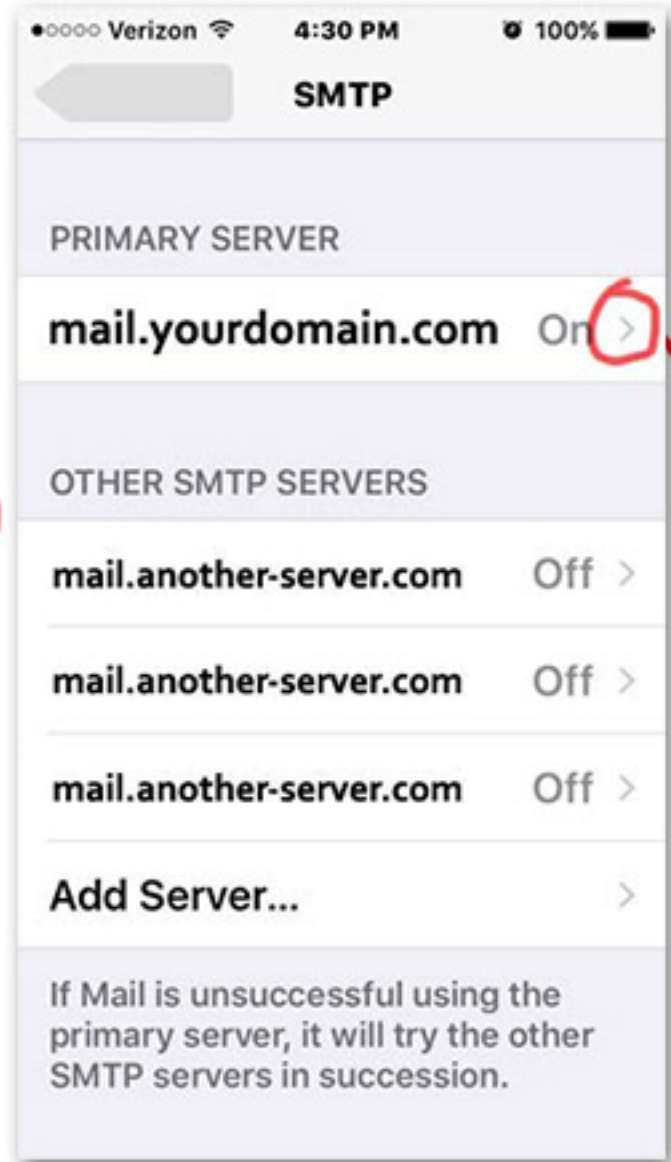 Verizon 4:30 PM 100%
SMTP
PRIMARY SERVER
mail.yourdomain.com On >
OTHER SMTP SERVERS
mail.another-server.com Off >
mail.another-server.com Off >
mail.another-server.com Off >
Add Server... >
If Mail is unsuccessful using the
primary server, it will try the other
SMTP servers in succession.